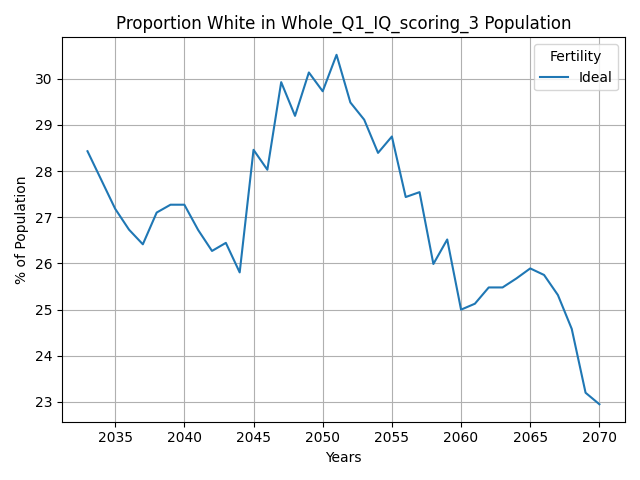 Proportion White in Whole_Q1_IQ_scoring_3 Population
Fertility
Ideal
% of Population
30
29
28
27
26
25
24
23
2035 2040 2045 2050 2055 2060 2065 2070
Years